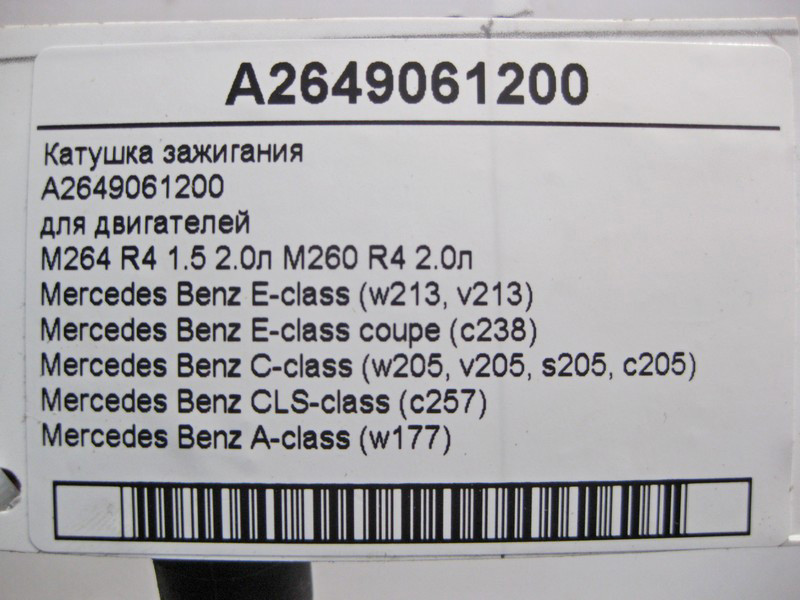 A2649061200
Катушка зажигания
A2649061200
для двигателей
M264 R4 1.5 2.0л M260 R4 2.0л
Mercedes Benz E-class (w213, v213)
Mercedes Benz E-class coupe (c238)
Mercedes Benz C-class (w205, v205, s205, c205)
Mercedes Benz CLS-class (c257)
Mercedes Benz A-class (w177)